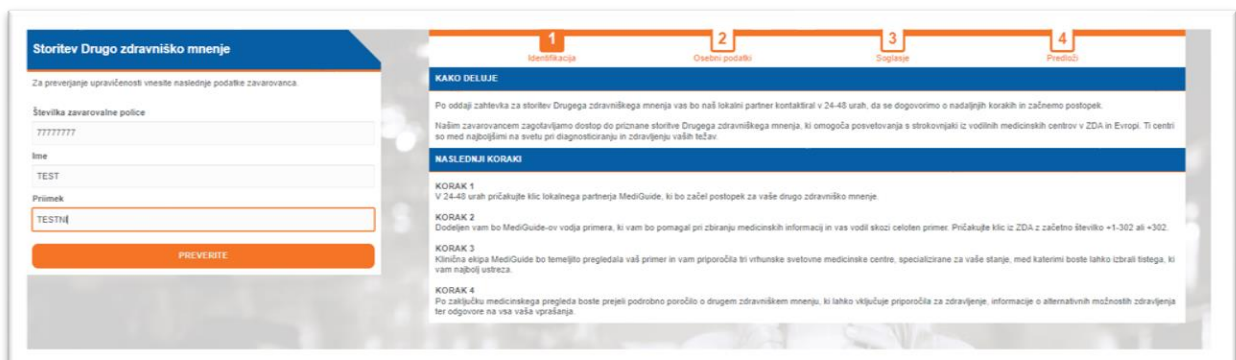 Storitev Drugo zdravniško mnenje
Za preverjanje upravičenosti vnesite naslednje podatke zavarovanca.
Številka zavarovalne police
77777777
Ime
TEST
Priimek
TESTNI
PREVERITE
1
Identifikacija
2
Osebni podatki
3
Soglasje
4
Predloži
KAKO DELUJE
Po oddaji zahtevka za storitev Drugega zdravniškega mnenja vas bo naš lokalni partner kontaktiral v 24-48 urah, da se dogovorimo o nadaljnjih korakih in začnemo postopek.
Našim zavarovancem zagotavljamo dostop do priznane storitve Drugega zdravniškega mnenja, ki omogoča posvetovanja s strokovnjaki iz vodilnih medicinskih centrov v ZDA in Evropi. Ti centri
so med najboljšimi na svetu pri diagnosticiranju in zdravljenju vaših težav.
NASLEDNJI KORAKI
KORAK 1
V 24-48 urah pričakujte klic lokalnega partnerja MediGuide, ki bo začel postopek za vaše drugo zdravniško mnenje.
KORAK 2
Dodeljen vam bo MediGuide-ov vodja primera, ki vam bo pomagal pri zbiranju medicinskih informacij in vas vodil skozi celoten primer. Pričakujte klic iz ZDA z začetno številko +1-302 ali +302.
KORAK 3
Klinična ekipa MediGuide bo temeljito pregledala vaš primer in vam priporočila tri vrhunske svetovne medicinske centre, specializirane za vaše stanje, med katerimi boste lahko izbrali tistega, ki
vam najbolj ustreza.
KORAK 4
Po zaključku medicinskega pregleda boste prejeli podrobno poročilo o drugem zdravniškem mnenju, ki lahko vključuje priporočila za zdravljenje, informacije o alternativnih možnostih zdravljenja
ter odgovore na vsa vaša vprašanja.